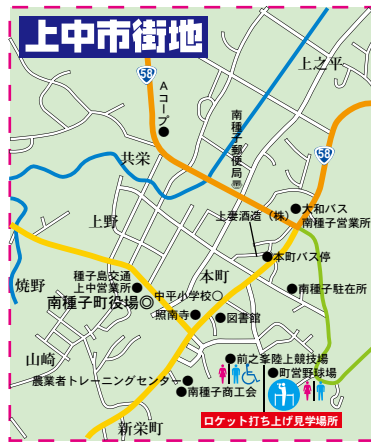 上中市街地
58
上之平
Aコープ
南種子郵便局〠
58
共栄
大和バス
南種子営業所
上妻酒造(株)
上野
本町バス停
種子島交通
上中営業所
本町
焼野
南種子町役場◎
中平小学校○
南種子駐在所
照南寺
図書館
山崎
前之峯陸上競技場
農業者トレーニングセンター
町営野球場
南種子商工会
新栄町
ロケット打ち上げ見学場所